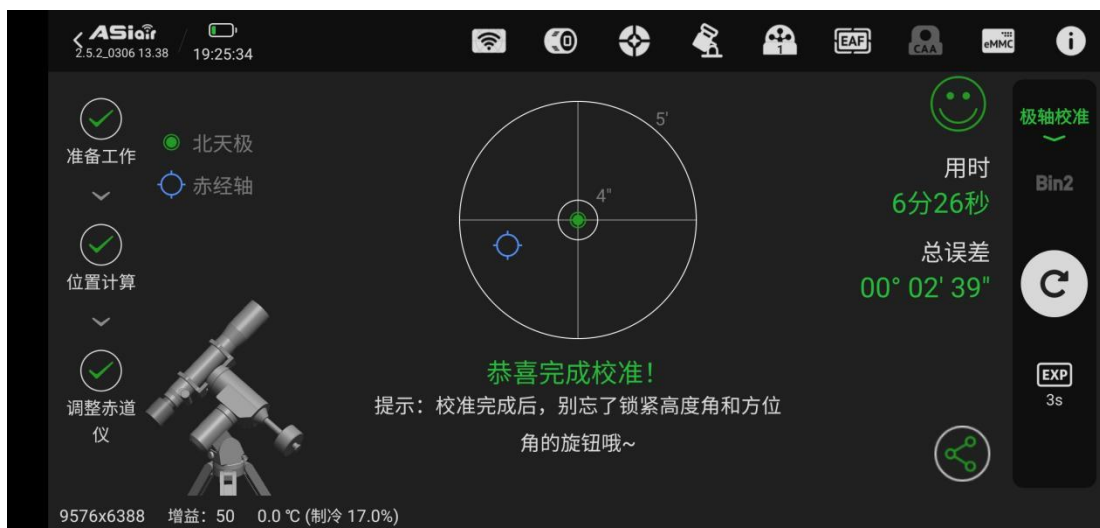 ASiair
2.5.2_0306 13.38
19:25:34
0
1
EAF
CAA
eMMC
i
准备工作
位置计算
调整赤道
仪
北天极
赤经轴
5'
4"
恭喜完成校准！
提示：校准完成后，别忘了锁紧高度角和方位
角的旋钮哦~
用时
6分26秒
总误差
00° 02' 39"
极轴校准
Bin2
EXP
3s
9576x6388 增益：50 0.0 ℃ (制冷 17.0%)